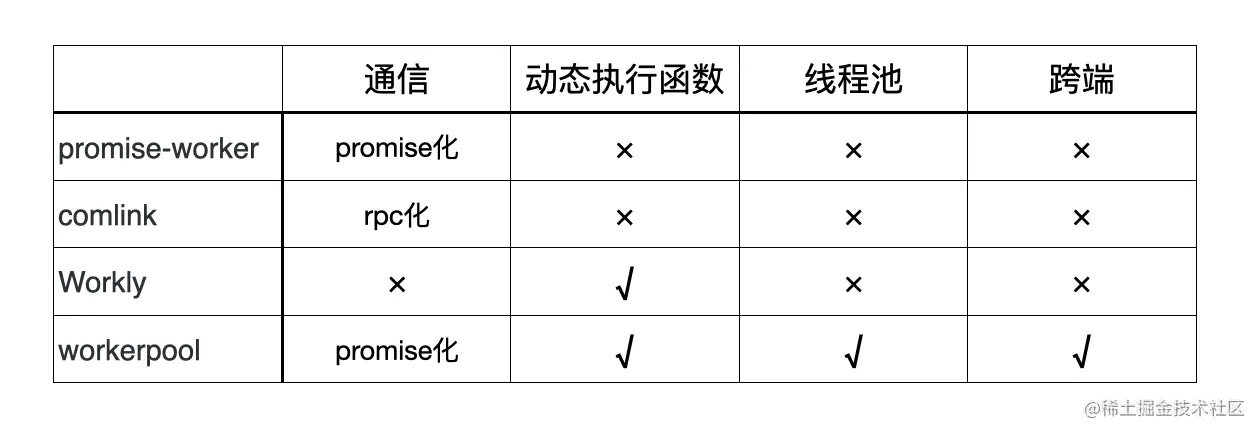 通信 动态执行函数 线程池 跨端
promise-worker promise化 × × ×
comlink rpc化 × × ×
Workly × √ × ×
workerpool promise化 √ √ √
@稀土掘金技术社区